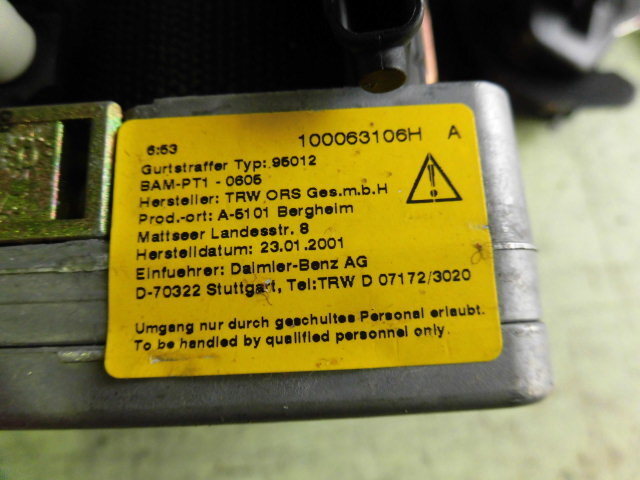 6:53 100063106H A
Gurtstraffer Typ: 95012
BAM-PT1 - 0605
Hersteller: TRW ORS Ges.m.b.H
Prod.-ort: A-5101 Bergheim
Mattseer Landesstr. 8
Herstelldatum: 23.01.2001
Einfuehrer: Daimler-Benz AG
D-70322 Stuttgart, Tel:TRW D 07172/3020
Umgang nur durch geschultes Personal erlaubt.
To be handled by qualified personnel only.